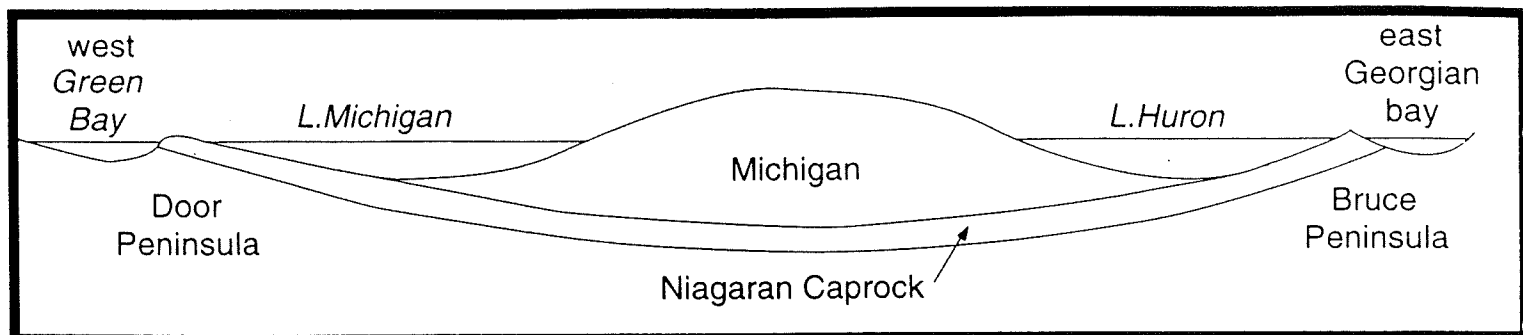 west
Green
Bay
L.Michigan
L.Huron
east
Georgian
bay
Michigan
Door
Peninsula
Bruce
Peninsula
Niagaran Caprock